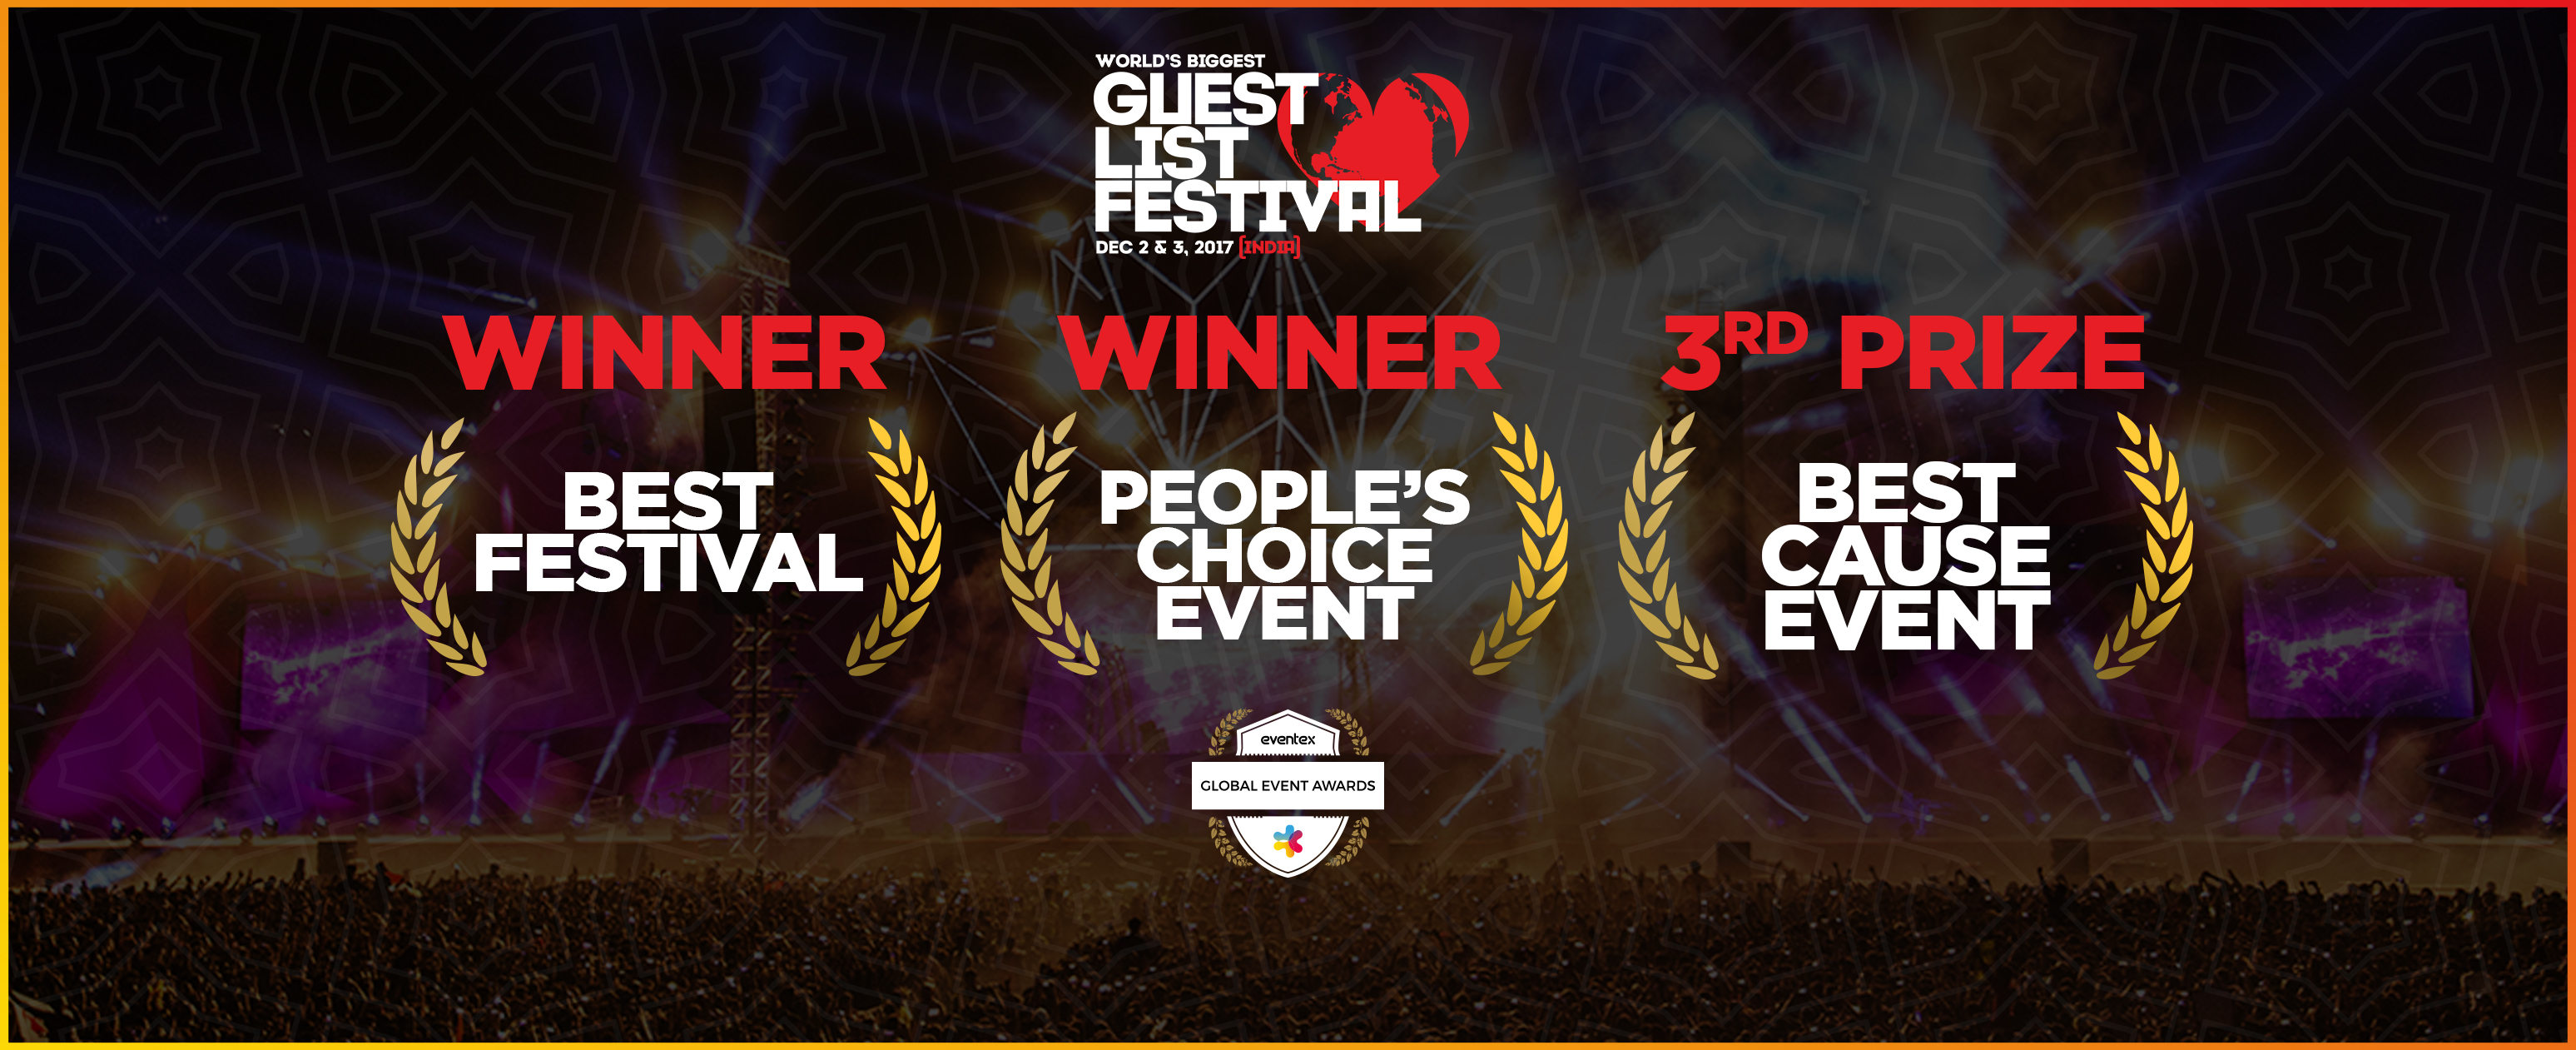 WORLD'S BIGGEST
GUEST
LIST
FESTIVAL
DEC 2 & 3, 2017 [INDIA]
WINNER
BEST
FESTIVAL
WINNER
PEOPLE'S
CHOICE
EVENT
3RD PRIZE
BEST
CAUSE
EVENT
eventex
GLOBAL EVENT AWARDS